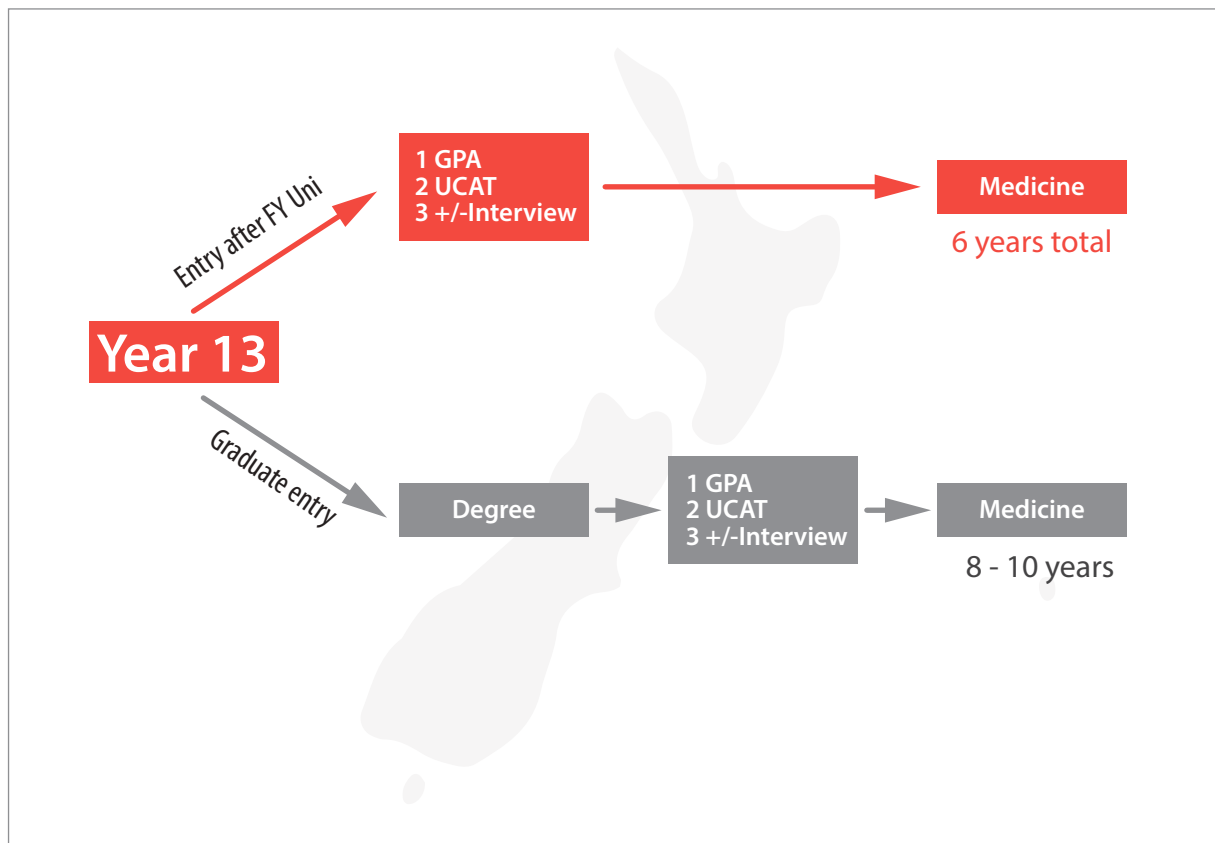 Entry after FY Uni
1 GPA
2 UCAT
3 +/-Interview
Medicine
6 years total
Year 13
Graduate entry
Degree
1 GPA
2 UCAT
3 +/-Interview
Medicine
8 - 10 years